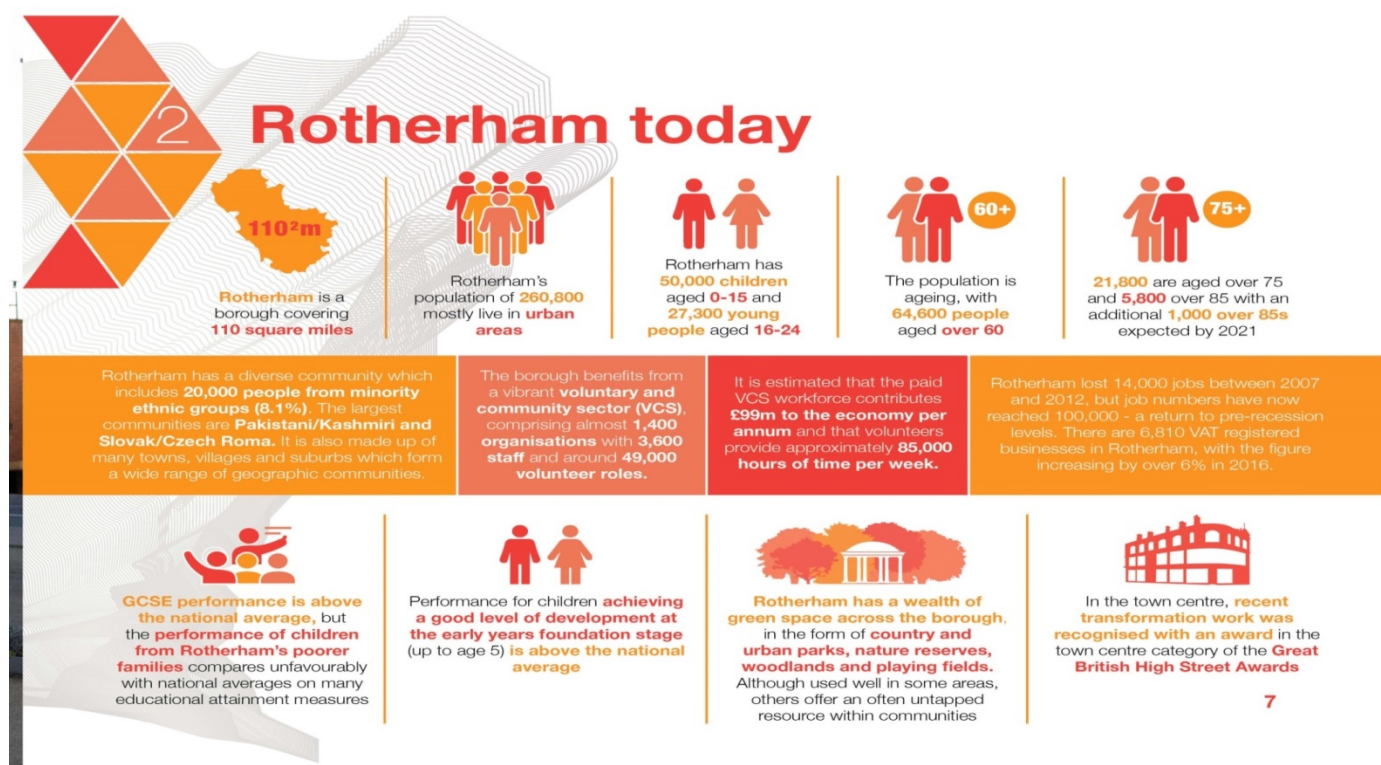 2
Rotherham today
110²m
Rotherham is a
borough covering
110 square miles
Rotherham's
population of 260,800
mostly live in urban
areas
Rotherham has
50,000 children
aged 0-15 and
27,300 young
people aged 16-24
60+
The population is
ageing, with
64,600 people
aged over 60
75+
21,800 are aged over 75
and 5,800 over 85 with an
additional 1,000 over 85s
expected by 2021
Rotherham has a diverse community which
includes 20,000 people from minority
ethnic groups (8.1%). The largest
communities are Pakistani/Kashmiri and
Slovak/Czech Roma. It is also made up of
many towns, villages and suburbs which form
a wide range of geographic communities.
The borough benefits from
a vibrant voluntary and
community sector (VCS),
comprising almost 1,400
organisations with 3,600
staff and around 49,000
volunteer roles.
It is estimated that the paid
VCS workforce contributes
£99m to the economy per
annum and that volunteers
provide approximately 85,000
hours of time per week.
Rotherham lost 14,000 jobs between 2007
and 2012, but job numbers have now
reached 100,000 - a return to pre-recession
levels. There are 6,810 VAT registered
businesses in Rotherham, with the figure
increasing by over 6% in 2016.
GCSE performance is above
the national average, but
the performance of children
from Rotherham's poorer
families compares unfavourably
with national averages on many
educational attainment measures
Performance for children achieving
a good level of development at
the early years foundation stage
(up to age 5) is above the national
average
Rotherham has a wealth of
green space across the borough,
in the form of country and
urban parks, nature reserves,
woodlands and playing fields.
Although used well in some areas,
others offer an often untapped
resource within communities
In the town centre, recent
transformation work was
recognised with an award in the
town centre category of the Great
British High Street Awards
7